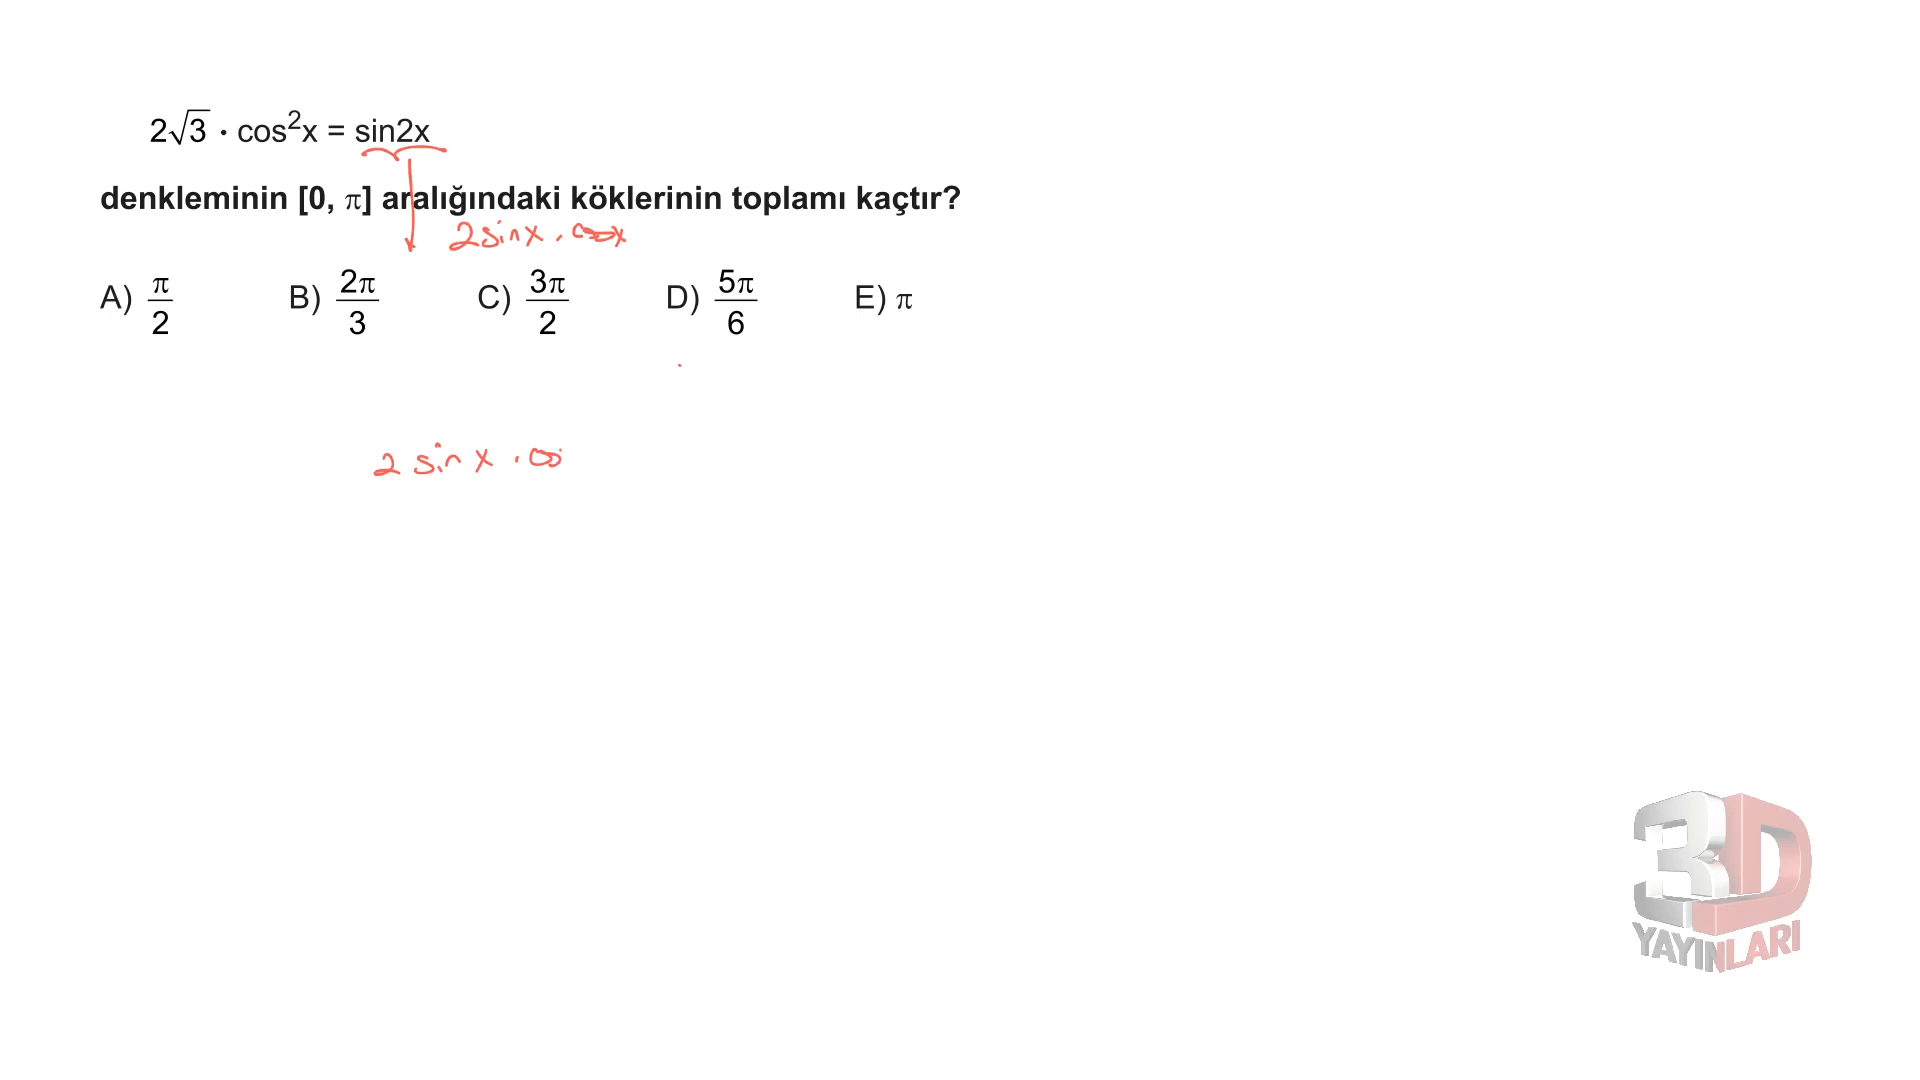 2√3 · cos²x = sin2x
denkleminin [0, π] aralığındaki köklerinin toplamı kaçtır?
2sinx . cosx
A) π/2 B) 2π/3 C) 3π/2 D) 5π/6 E) π
2 sin x . cos
3D
YAYINLARI